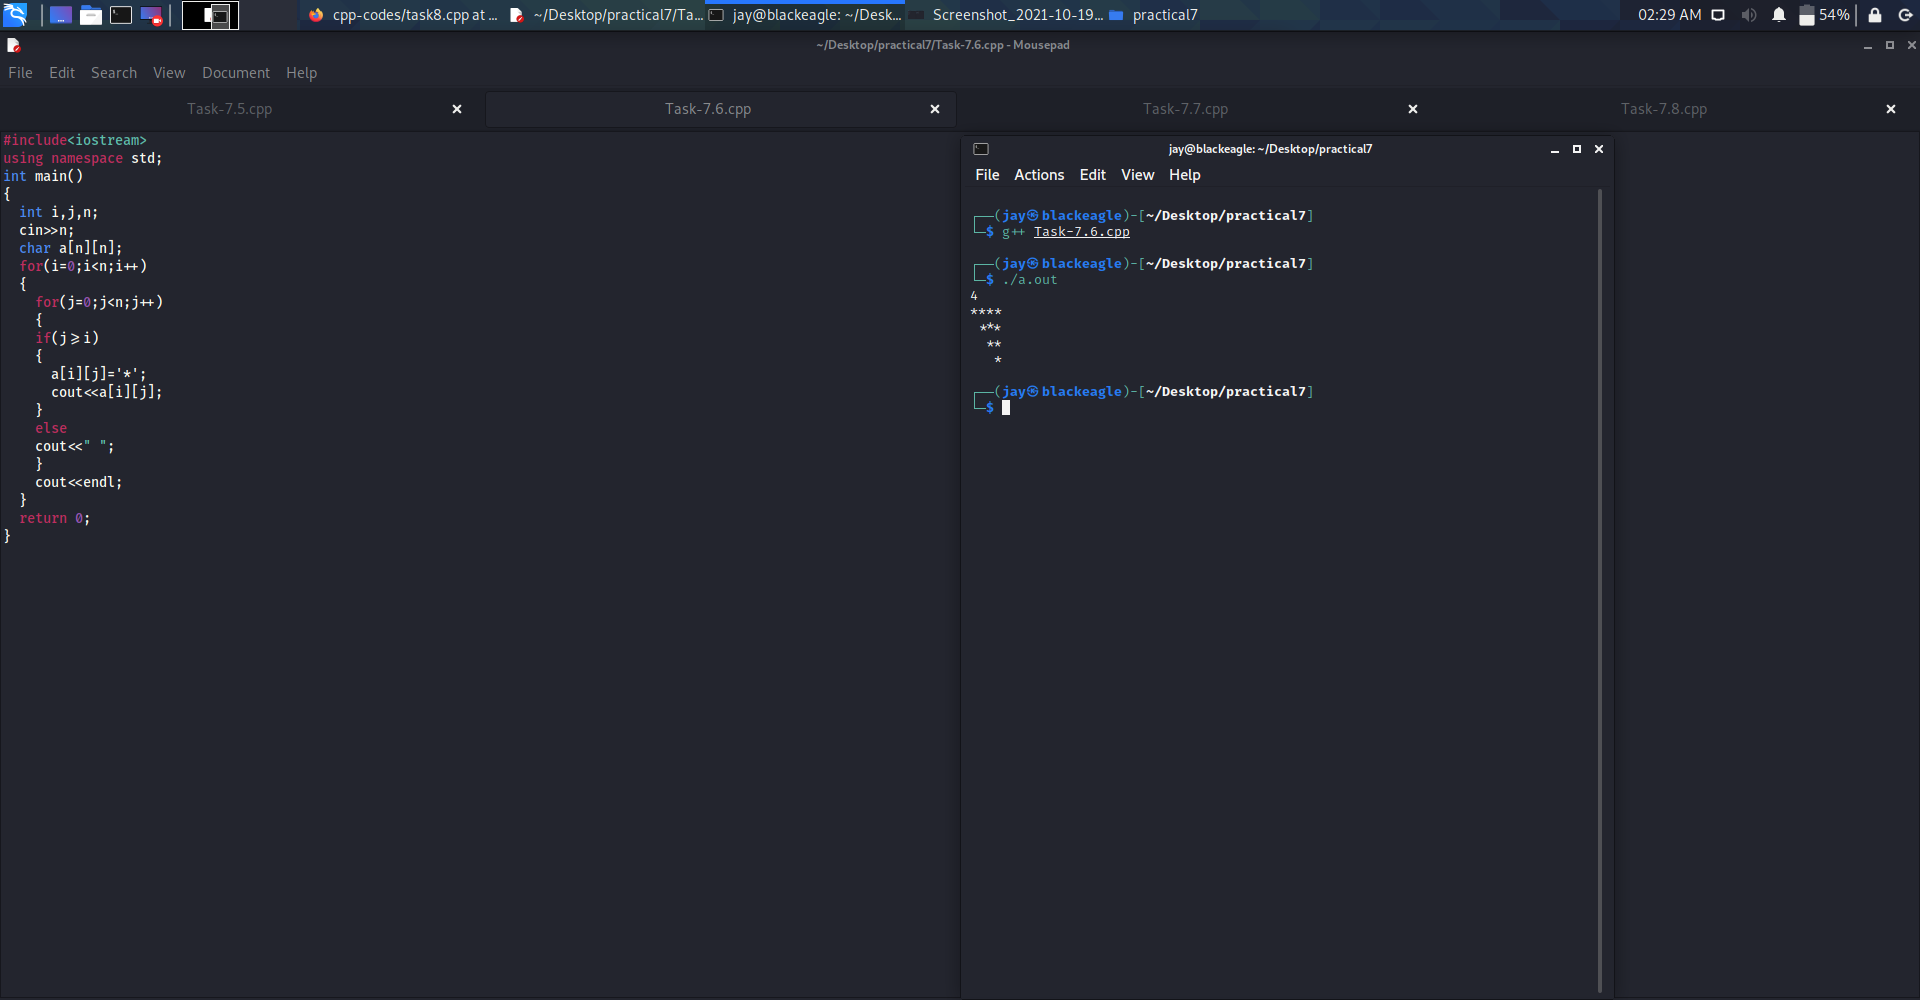 cpp-codes/task8.cpp at ...
~/Desktop/practical7/Ta...
jay@blackeagle: ~/Desk...
Screenshot_2021-10-19...
practical7
02:29 AM
54%
~/Desktop/practical7/Task-7.6.cpp - Mousepad
File Edit Search View Document Help
Task-7.5.cpp
Task-7.6.cpp
Task-7.7.cpp
Task-7.8.cpp
#include<iostream>
using namespace std;
int main()
{
  int i,j,n;
  cin>>n;
  char a[n][n];
  for(i=0;i<n;i++)
  {
    for(j=0;j<n;j++)
    {
    if(j>=i)
    {
      a[i][j]='*';
      cout<<a[i][j];
    }
    else
    cout<<" ";
    }
    cout<<endl;
  }
  return 0;
}
jay@blackeagle: ~/Desktop/practical7
File Actions Edit View Help
┌──(jay㉿blackeagle)-[~/Desktop/practical7]
└─$ g++ Task-7.6.cpp
┌──(jay㉿blackeagle)-[~/Desktop/practical7]
└─$ ./a.out
4
****
 ***
  **
   *
┌──(jay㉿blackeagle)-[~/Desktop/practical7]
└─$